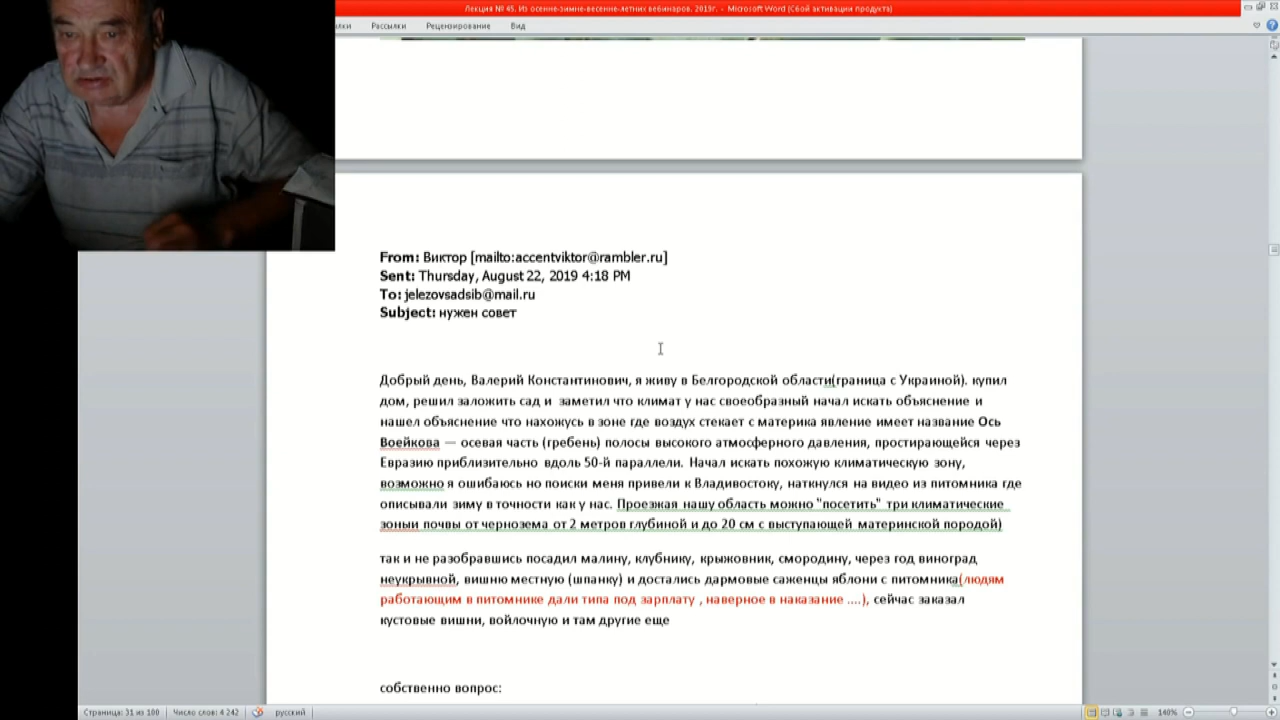 Лекция № 45. Из осенне-зимне-весенне-летних вебинаров. 2019г. - Microsoft Word (Сбой активации продукта)
лки Рассылки Рецензирование Вид
From: Виктор [mailto:accentviktor@rambler.ru]
Sent: Thursday, August 22, 2019 4:18 PM
To: jelezovsadsib@mail.ru
Subject: нужен совет
Добрый день, Валерий Константинович, я живу в Белгородской области(граница с Украиной). купил
дом, решил заложить сад и заметил что климат у нас своеобразный начал искать объяснение и
нашел объяснение что нахожусь в зоне где воздух стекает с материка явление имеет название Ось
Воейкова — осевая часть (гребень) полосы высокого атмосферного давления, простирающейся через
Евразию приблизительно вдоль 50-й параллели. Начал искать похожую климатическую зону,
возможно я ошибаюсь но поиски меня привели к Владивостоку, наткнулся на видео из питомника где
описывали зиму в точности как у нас. Проезжая нашу область можно "посетить" три климатические
зоныи почвы от чернозема от 2 метров глубиной и до 20 см с выступающей материнской породой)
так и не разобравшись посадил малину, клубнику, крыжовник, смородину, через год виноград
неукрывной, вишню местную (шпанку) и достались дармовые саженцы яблони с питомника(людям
работающим в питомнике дали типа под зарплату , наверное в наказание ....), сейчас заказал
кустовые вишни, войлочную и там другие еще
собственно вопрос:
Страница: 31 из 100 Число слов: 4 242 русский 140%